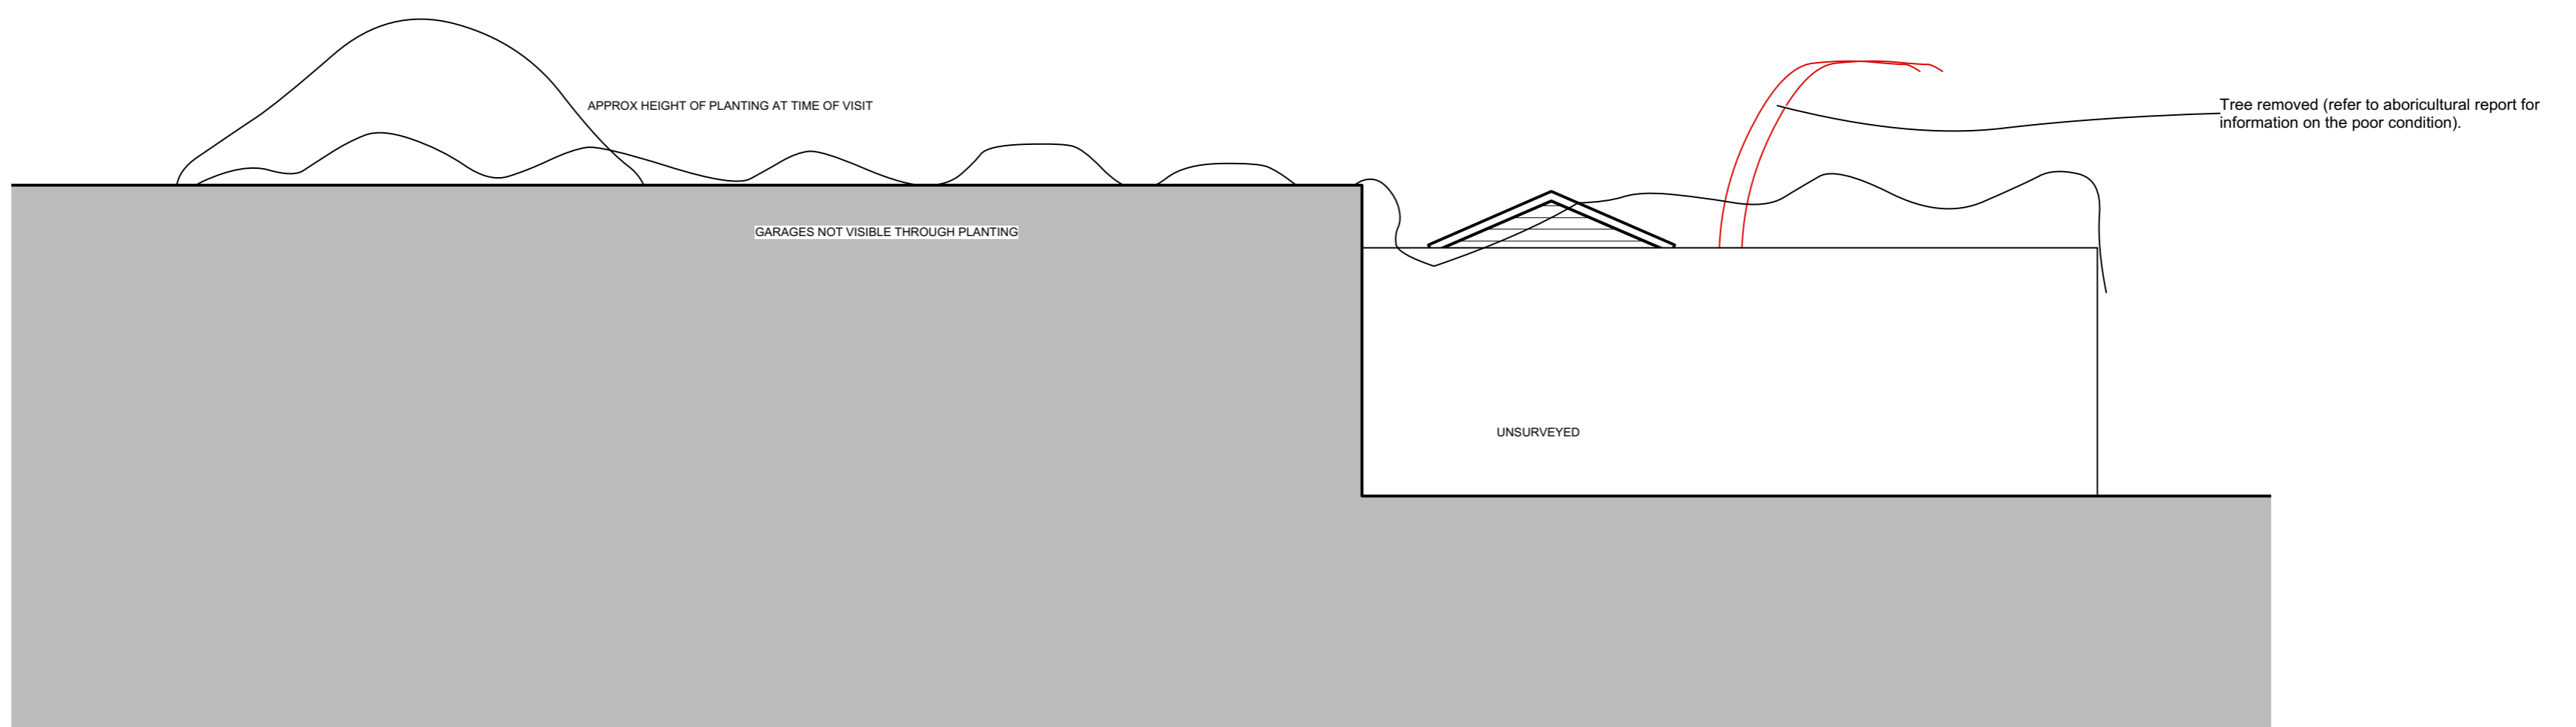 APPROX HEIGHT OF PLANTING AT TIME OF VISIT
Tree removed (refer to aboricultural report for
information on the poor condition).
GARAGES NOT VISIBLE THROUGH PLANTING
UNSURVEYED